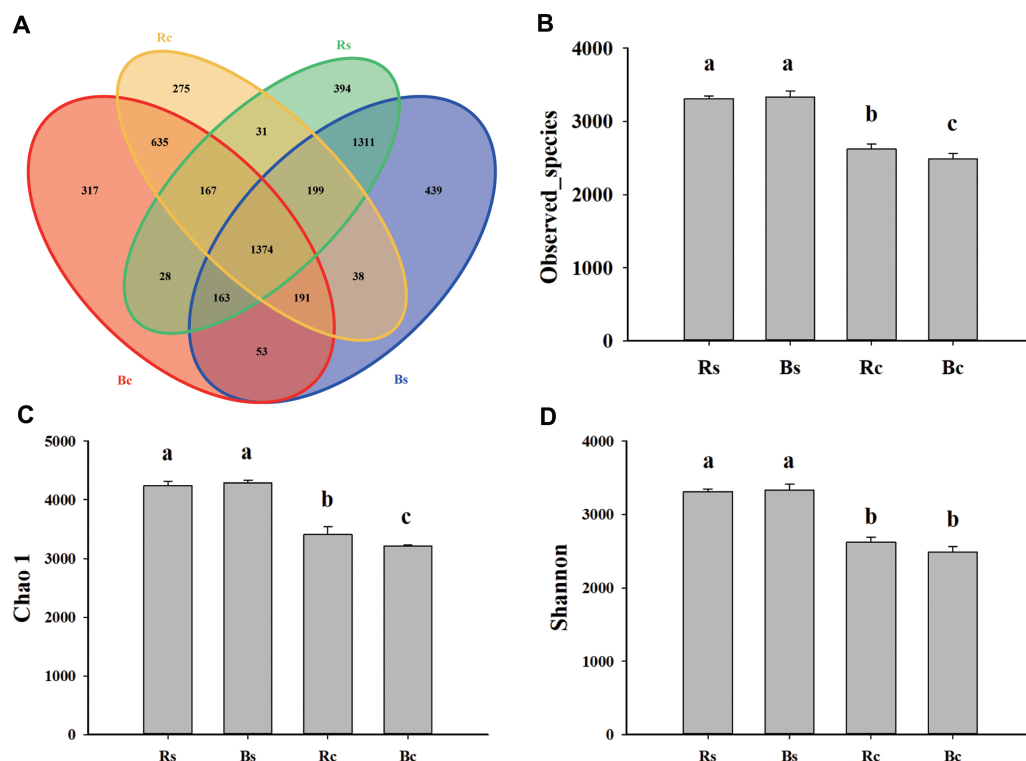 A
Rc
Rs
275
394
31
635
1311
317
167
199
439
1374
28
38
163
191
53
Bc
Bs
B
4000
3000
2000
1000
0
Observed_species
a
a
b
c
Rs
Bs
Rc
Bc
C
5000
4000
3000
2000
1000
0
Chao 1
a
a
b
c
Rs
Bs
Rc
Bc
D
4000
3000
2000
1000
0
Shannon
a
a
b
b
Rs
Bs
Rc
Bc